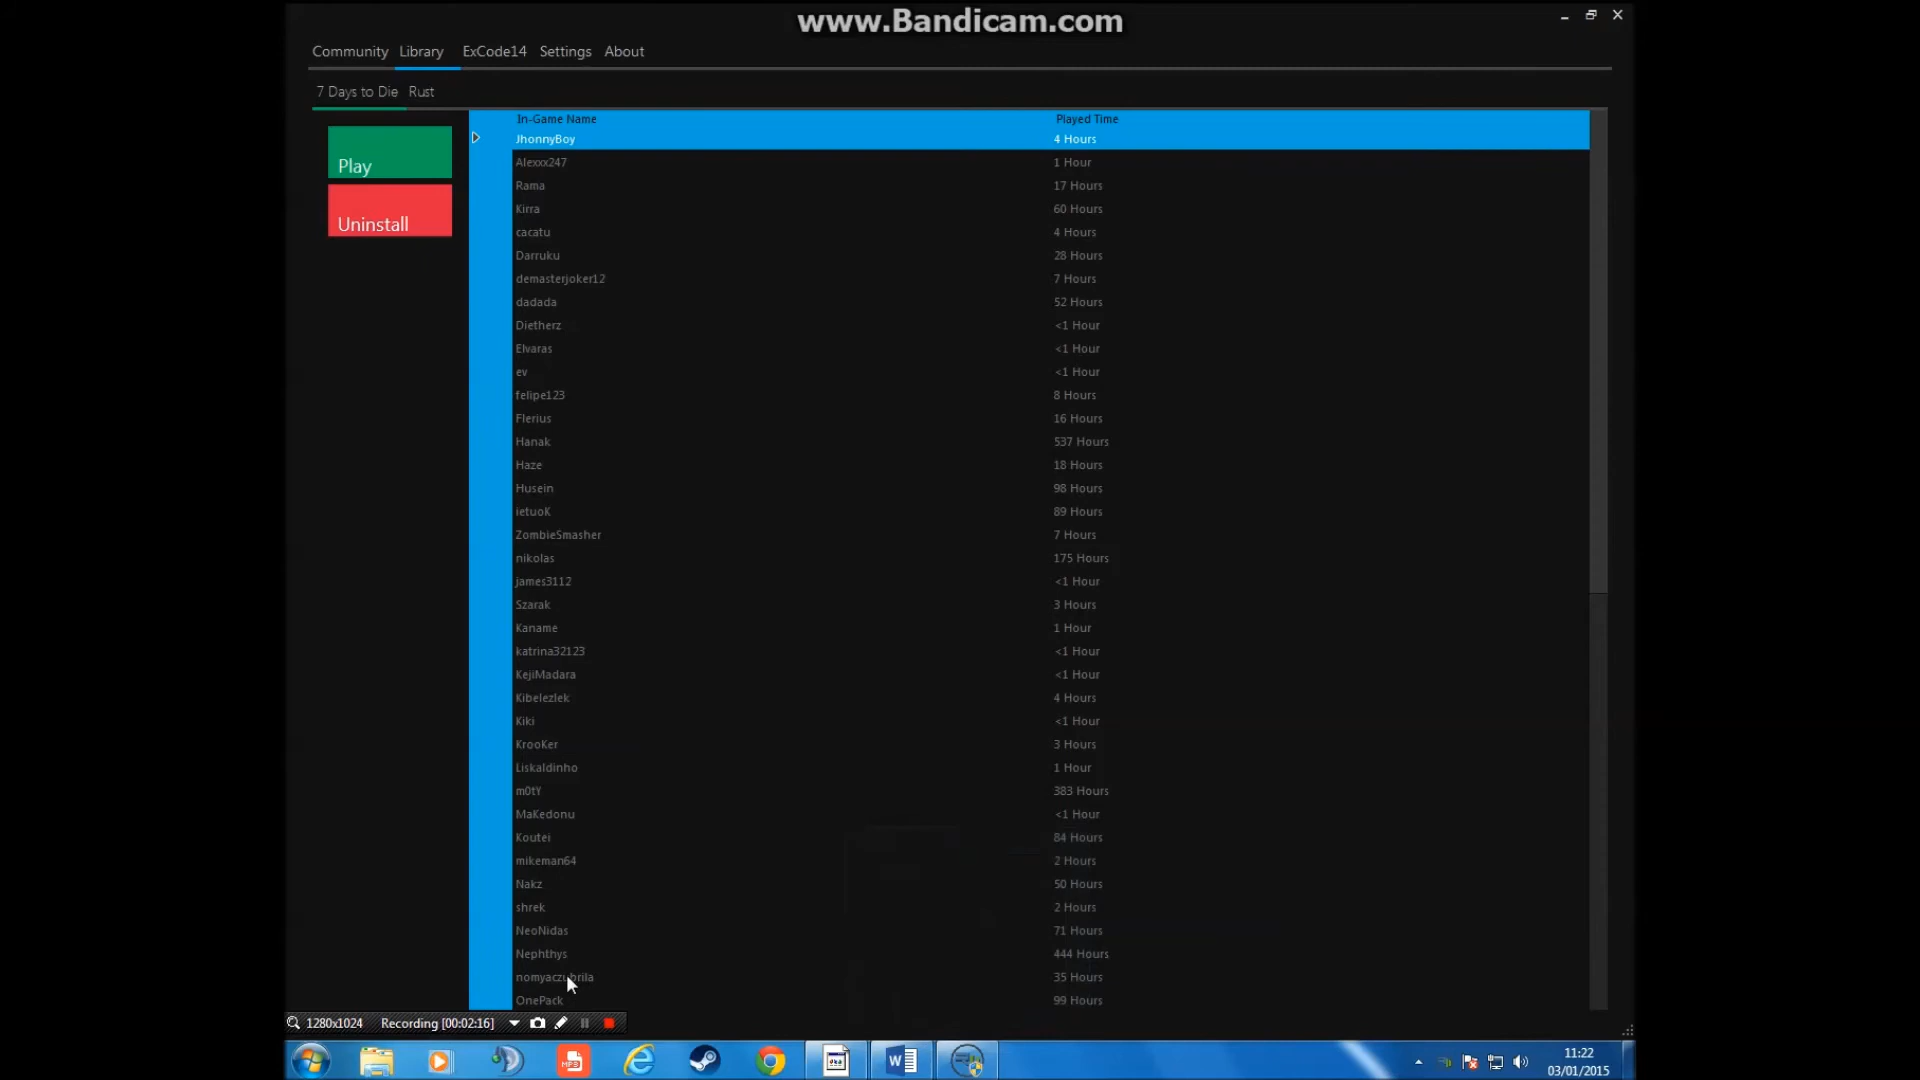 www.Bandicam.com
Community Library ExCode14 Settings About
7 Days to Die Rust
Play
Uninstall
In-Game Name Played Time
JhonnyBoy 4 Hours
Alexxx247 1 Hour
Rama 17 Hours
Kirra 60 Hours
cacatu 4 Hours
Darruku 28 Hours
demasterjoker12 7 Hours
dadada 52 Hours
Dietherz <1 Hour
Elvaras <1 Hour
ev <1 Hour
felipe123 8 Hours
Flerius 16 Hours
Hanak 537 Hours
Haze 18 Hours
Husein 98 Hours
ietuoK 89 Hours
ZombieSmasher 7 Hours
nikolas 175 Hours
james3112 <1 Hour
Szarak 3 Hours
Kaname 1 Hour
katrina32123 <1 Hour
KejiMadara <1 Hour
Kibelezlek 4 Hours
Kiki <1 Hour
KrooKer 3 Hours
Liskaldinho 1 Hour
m0tY 383 Hours
MaKedonu <1 Hour
Koutei 84 Hours
mikeman64 2 Hours
Nakz 50 Hours
shrek 2 Hours
NeoNidas 71 Hours
Nephthys 444 Hours
nomyaczubrila 35 Hours
OnePack 99 Hours
1280x1024 Recording [00:02:16]
11:22
03/01/2015